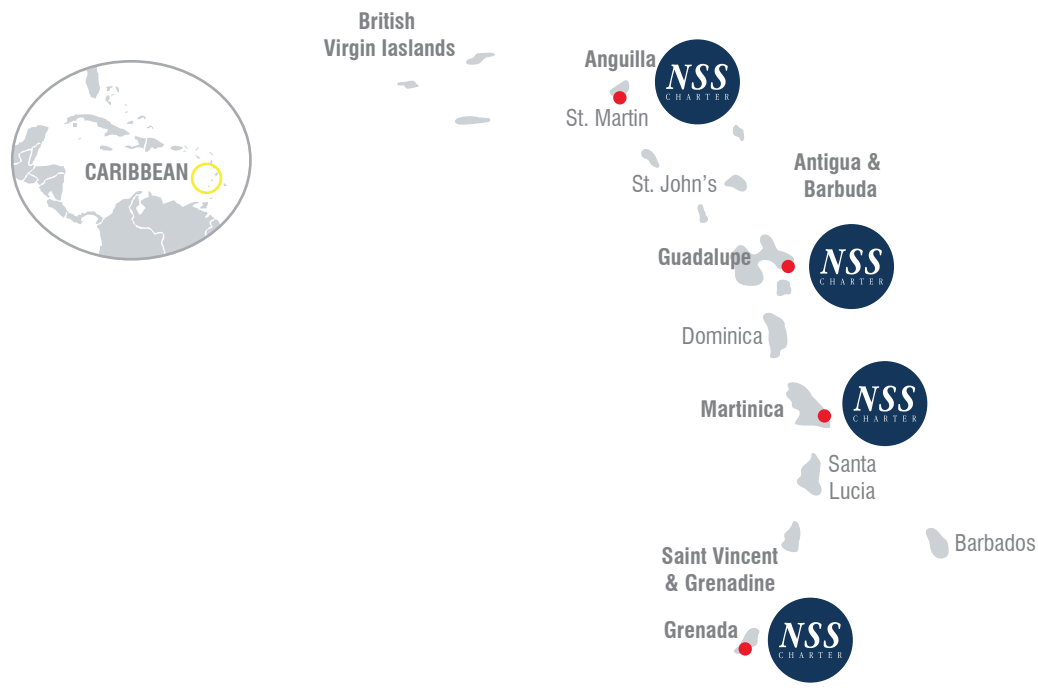 British
Virgin Iaslands
Anguilla
NSS
CHARTER
St. Martin
CARIBBEAN
St. John's
Antigua &
Barbuda
Guadalupe
NSS
CHARTER
Dominica
Martinica
NSS
CHARTER
Santa
Lucia
Barbados
Saint Vincent
& Grenadine
Grenada
NSS
CHARTER